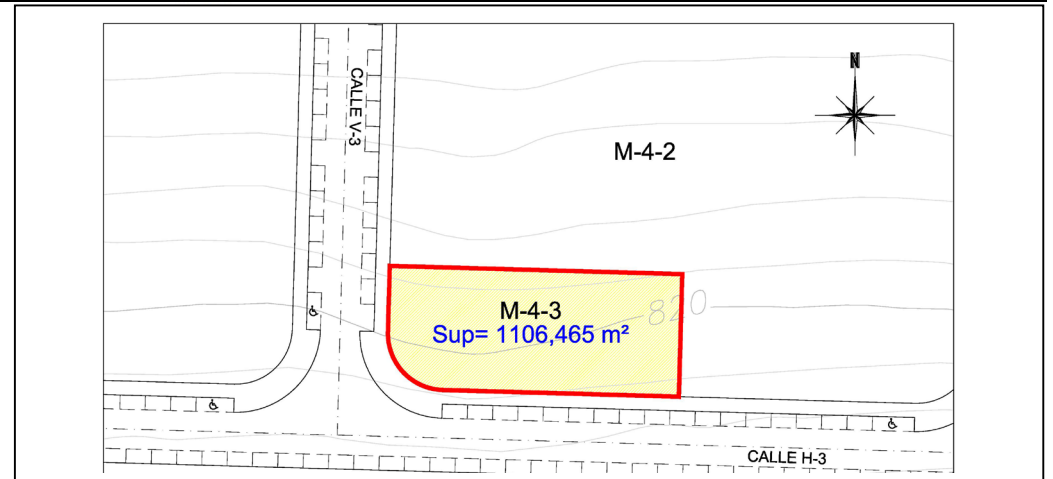 N
CALLE V-3
M-4-2
M-4-3
820
Sup= 1106,465 m²
CALLE H-3